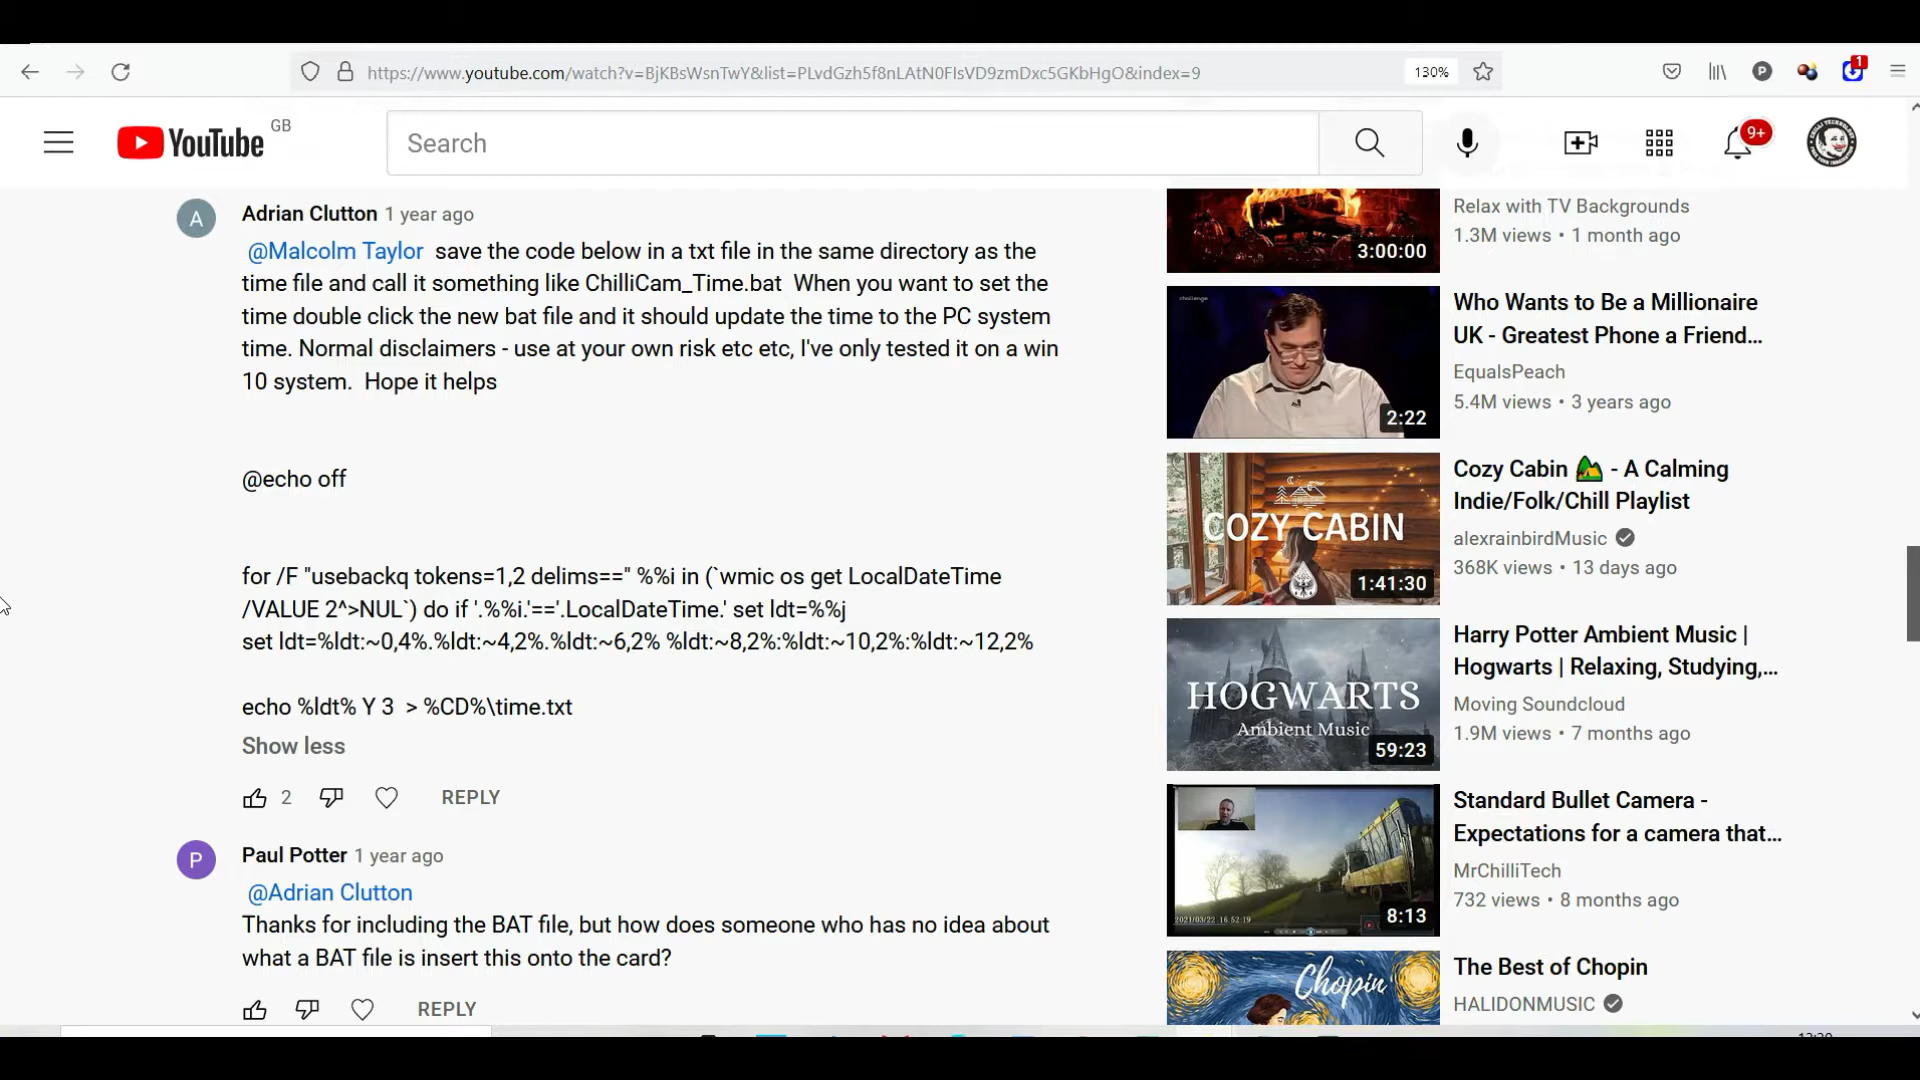 https://www.youtube.com/watch?v=BjKBsWsnTwY&list=PLvdGzh5f8nLAtN0FIsVD9zmDxc5GKbHgO&index=9
130%
P
1
YouTube
GB
Search
9+
A
Adrian Clutton 1 year ago
@Malcolm Taylor save the code below in a txt file in the same directory as the
time file and call it something like ChilliCam_Time.bat When you want to set the
time double click the new bat file and it should update the time to the PC system
time. Normal disclaimers - use at your own risk etc etc, I've only tested it on a win
10 system. Hope it helps
@echo off
for /F "usebackq tokens=1,2 delims==" %%i in (`wmic os get LocalDateTime
/VALUE 2^>NUL`) do if '.%%i.'=='.LocalDateTime.' set ldt=%%j
set ldt=%ldt:~0,4%.%ldt:~4,2%.%ldt:~6,2% %ldt:~8,2%:%ldt:~10,2%:%ldt:~12,2%
echo %ldt% Y 3 > %CD%\time.txt
Show less
2
REPLY
P
Paul Potter 1 year ago
@Adrian Clutton
Thanks for including the BAT file, but how does someone who has no idea about
what a BAT file is insert this onto the card?
REPLY
3:00:00
Relax with TV Backgrounds
1.3M views • 1 month ago
challenge
2:22
Who Wants to Be a Millionaire
UK - Greatest Phone a Friend...
EqualsPeach
5.4M views • 3 years ago
COZY CABIN
1:41:30
Cozy Cabin 🏕 - A Calming
Indie/Folk/Chill Playlist
alexrainbirdMusic
368K views • 13 days ago
HOGWARTS
Ambient Music
59:23
Harry Potter Ambient Music |
Hogwarts | Relaxing, Studying,...
Moving Soundcloud
1.9M views • 7 months ago
2021/03/22 16:52:19
8:13
Standard Bullet Camera -
Expectations for a camera that...
MrChilliTech
732 views • 8 months ago
Chopin
The Best of Chopin
HALIDONMUSIC